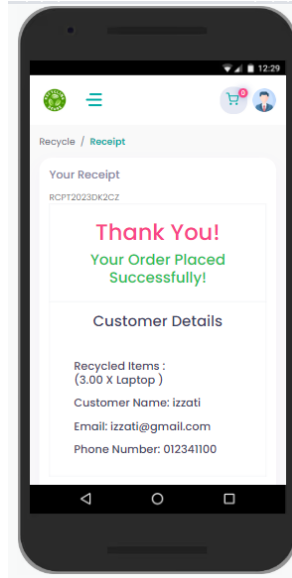 12:29
0
Recycle / Receipt
Your Receipt
RCPT2023DK2CZ
Thank You!
Your Order Placed
Successfully!
Customer Details
Recycled Items :
(3.00 X Laptop )
Customer Name: izzati
Email: izzati@gmail.com
Phone Number: 012341100